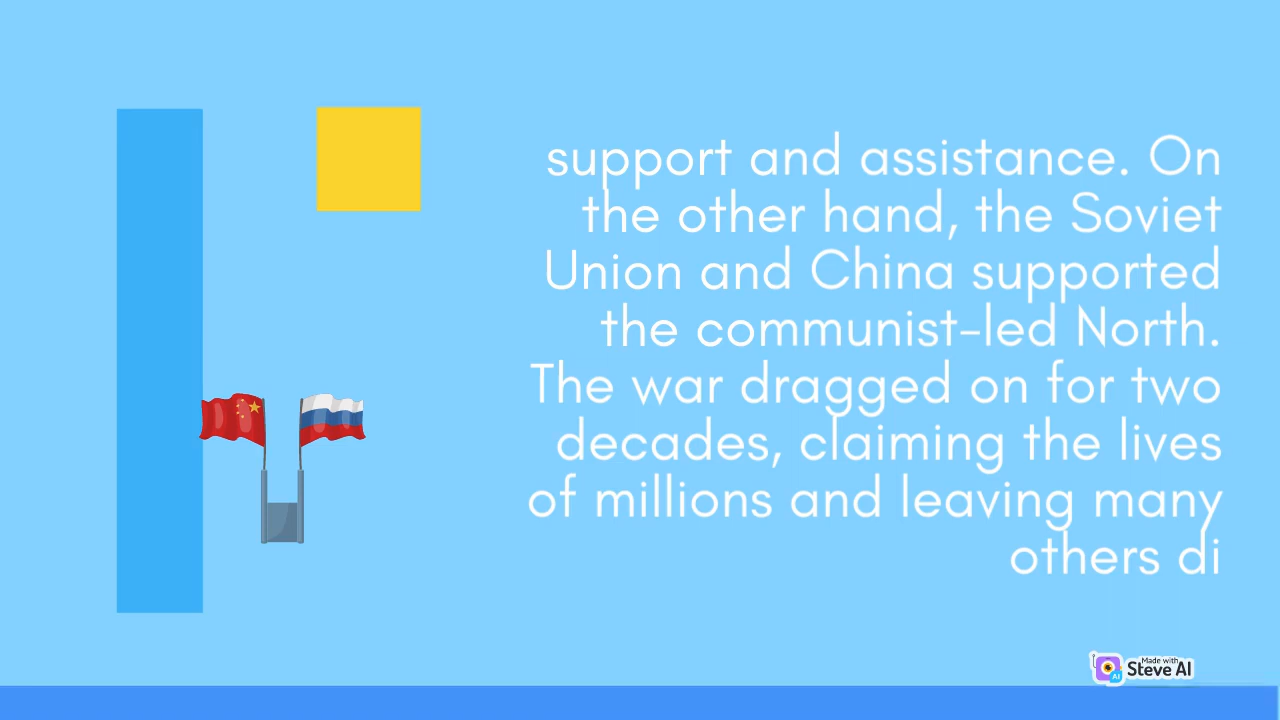 support and assistance. On
the other hand, the Soviet
Union and China supported
the communist-led North.
The war dragged on for two
decades, claiming the lives
of millions and leaving many
others di
Made with
Steve AI
AI